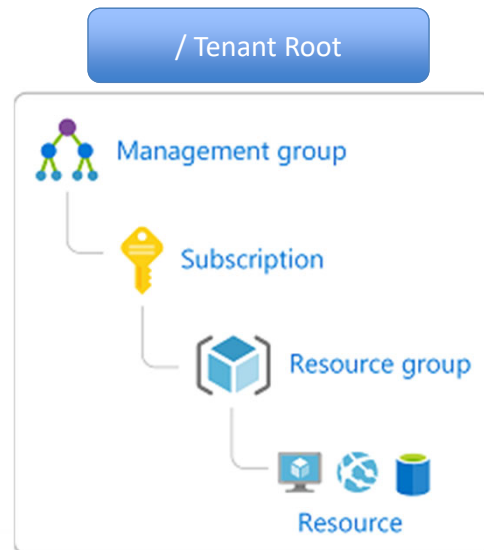 / Tenant Root
Management group
Subscription
Resource group
Resource